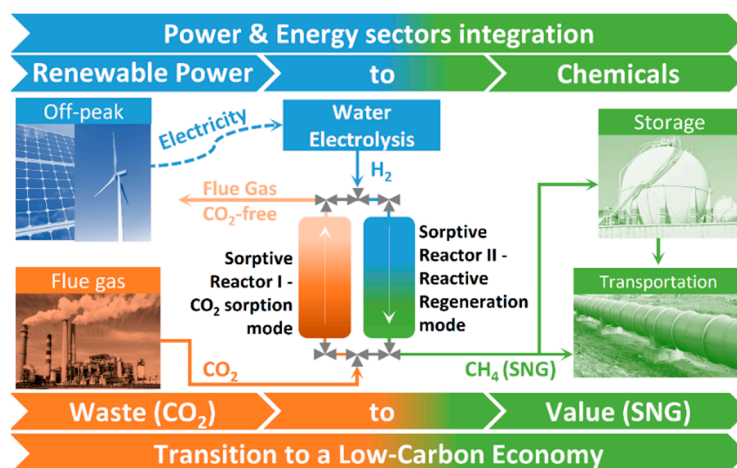 Power & Energy sectors integration
Renewable Power to Chemicals
Off-peak
Electricity
Water
Electrolysis
H₂
Storage
Flue Gas
CO₂-free
Sorptive
Reactor I -
CO₂ sorption
mode
Sorptive
Reactor II -
Reactive
Regeneration
mode
Flue gas
Transportation
CO₂
CH₄ (SNG)
Waste (CO₂) to Value (SNG)
Transition to a Low-Carbon Economy